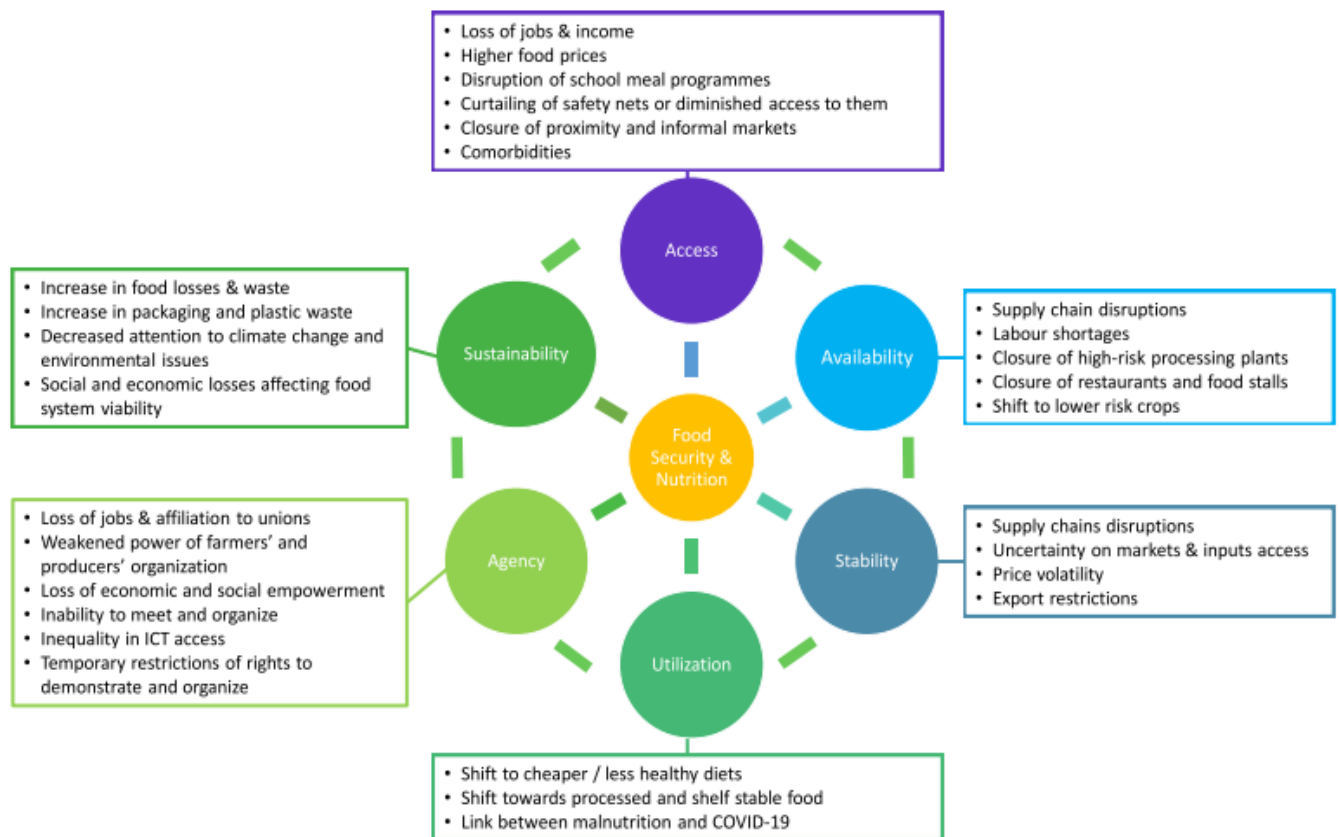 • Loss of jobs & income
• Higher food prices
• Disruption of school meal programmes
• Curtailing of safety nets or diminished access to them
• Closure of proximity and informal markets
• Comorbidities
Access
• Increase in food losses & waste
• Increase in packaging and plastic waste
• Decreased attention to climate change and
environmental issues
• Social and economic losses affecting food
system viability
Sustainability
Availability
• Supply chain disruptions
• Labour shortages
• Closure of high-risk processing plants
• Closure of restaurants and food stalls
• Shift to lower risk crops
Food
Security &
Nutrition
• Loss of jobs & affiliation to unions
• Weakened power of farmers’ and
producers’ organization
• Loss of economic and social empowerment
• Inability to meet and organize
• Inequality in ICT access
• Temporary restrictions of rights to
demonstrate and organize
Agency
Stability
• Supply chains disruptions
• Uncertainty on markets & inputs access
• Price volatility
• Export restrictions
Utilization
• Shift to cheaper / less healthy diets
• Shift towards processed and shelf stable food
• Link between malnutrition and COVID-19